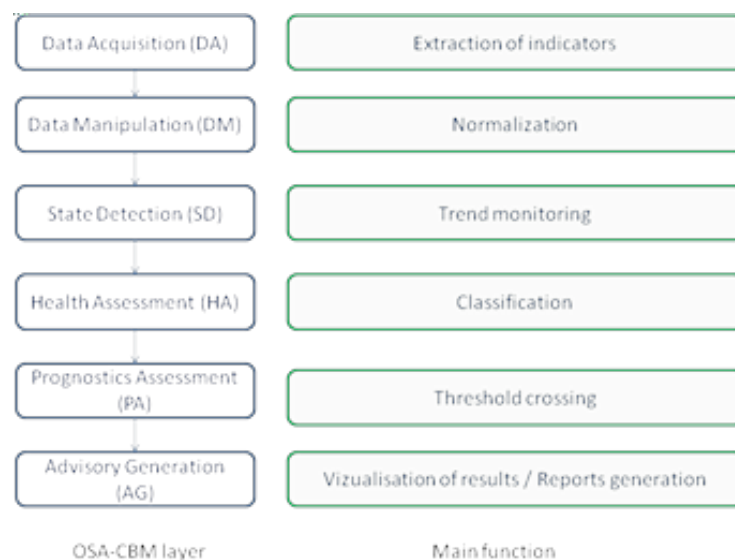 Data Acquisition (DA)
Extraction of indicators
Data Manipulation (DM)
Normalization
State Detection (SD)
Trend monitoring
Health Assessment (HA)
Classification
Prognostics Assessment
(PA)
Threshold crossing
Advisory Generation
(AG)
Vizualisation of results / Reports generation
OSA-CBM layer
Main function